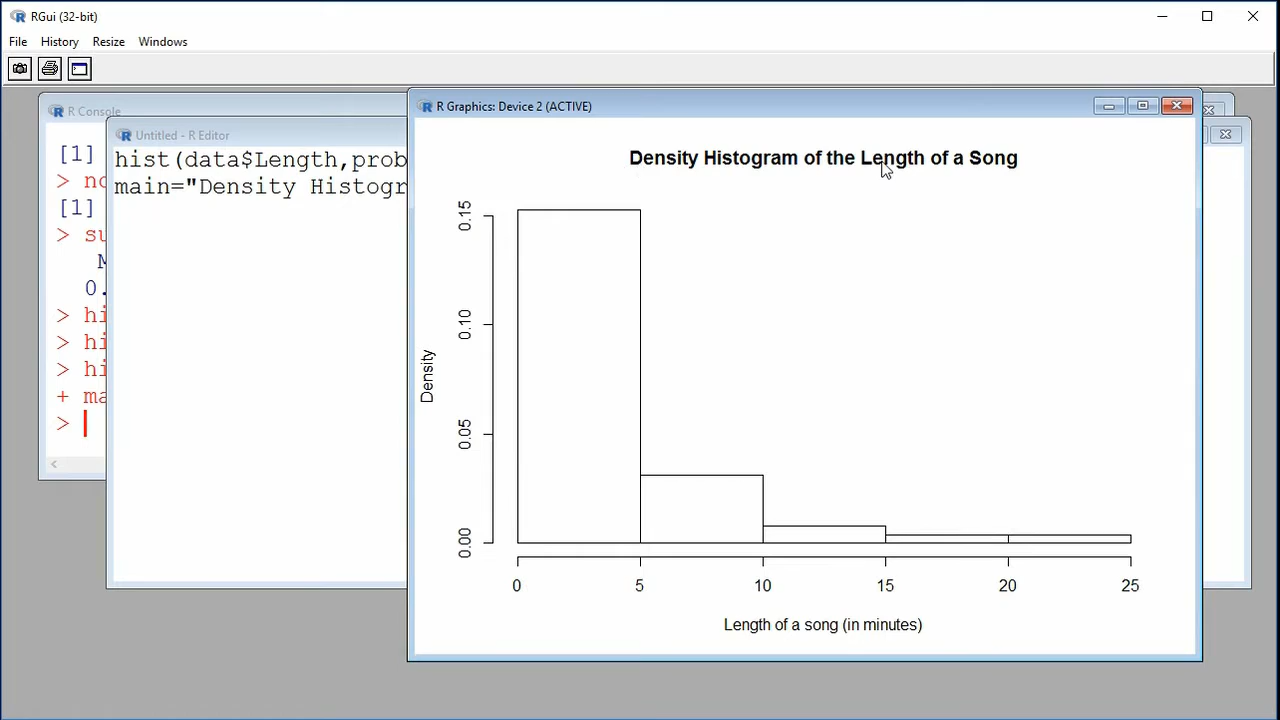 RGui (32-bit)
File History Resize Windows
R Console
[1]
> no
[1]
> su
M
0.
> hi
> hi
> hi
+ ma
>
Untitled - R Editor
hist(data$Length,prob
main="Density Histogr
R Graphics: Device 2 (ACTIVE)
Density Histogram of the Length of a Song
Density
0.15
0.10
0.05
0.00
0 5 10 15 20 25
Length of a song (in minutes)